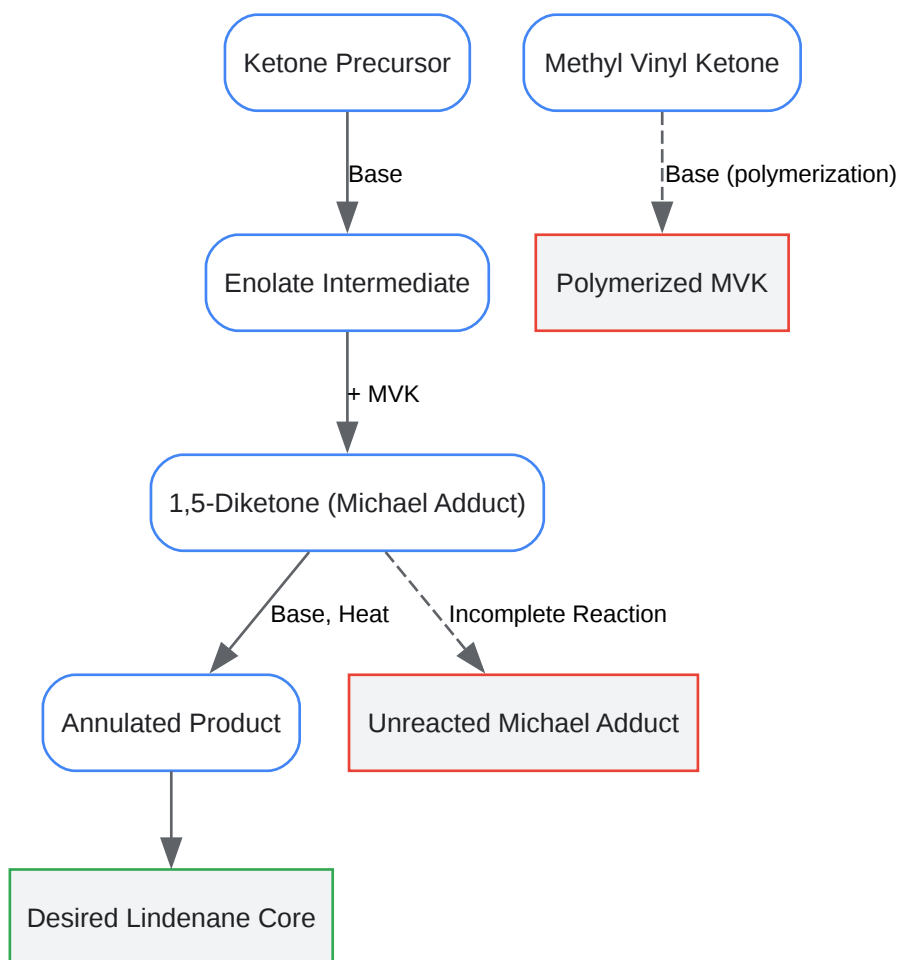 Ketone Precursor
Methyl Vinyl Ketone
Base
Base (polymerization)
Enolate Intermediate
Polymerized MVK
+ MVK
1,5-Diketone (Michael Adduct)
Base, Heat
Incomplete Reaction
Annulated Product
Unreacted Michael Adduct
Desired Lindenane Core